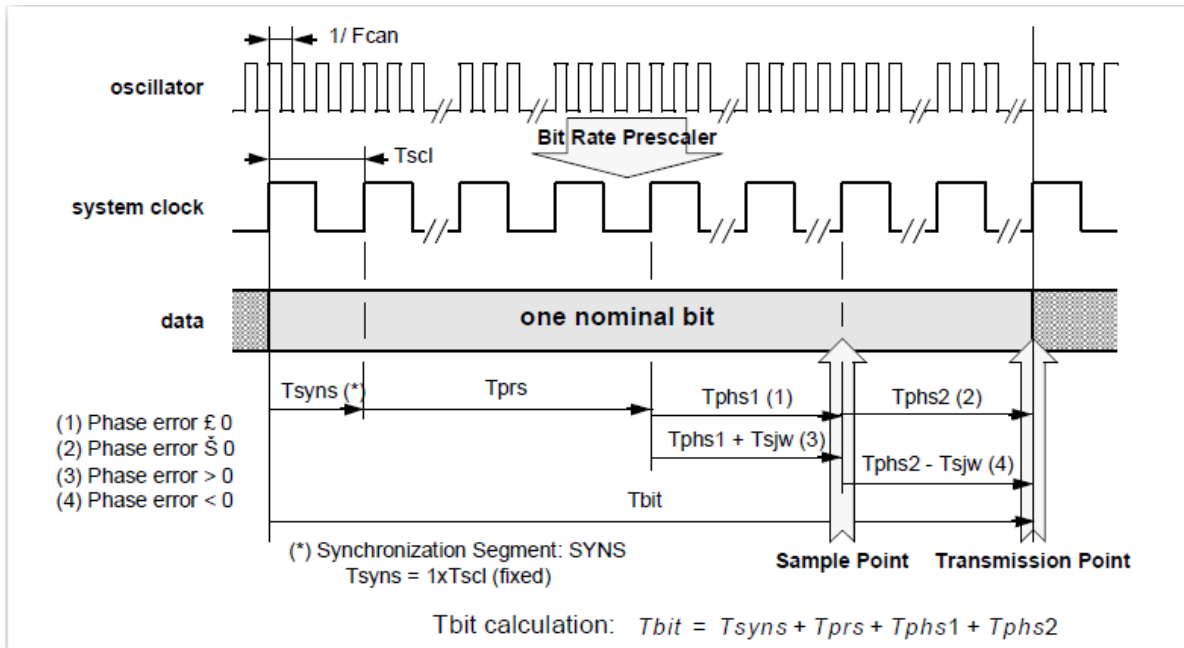 1/ Fcan
oscillator
Bit Rate Prescaler
Tscl
system clock
data
one nominal bit
Tsyns (*)
Tprs
Tphs1 (1)
Tphs2 (2)
(1) Phase error £ 0
Tphs1 + Tsjw (3)
(2) Phase error Š 0
Tphs2 - Tsjw (4)
(3) Phase error > 0
(4) Phase error < 0
Tbit
(*) Synchronization Segment: SYNS
Tsyns = 1xTscl (fixed)
Sample Point
Transmission Point
Tbit calculation: Tbit = Tsyns + Tprs + Tphs1 + Tphs2